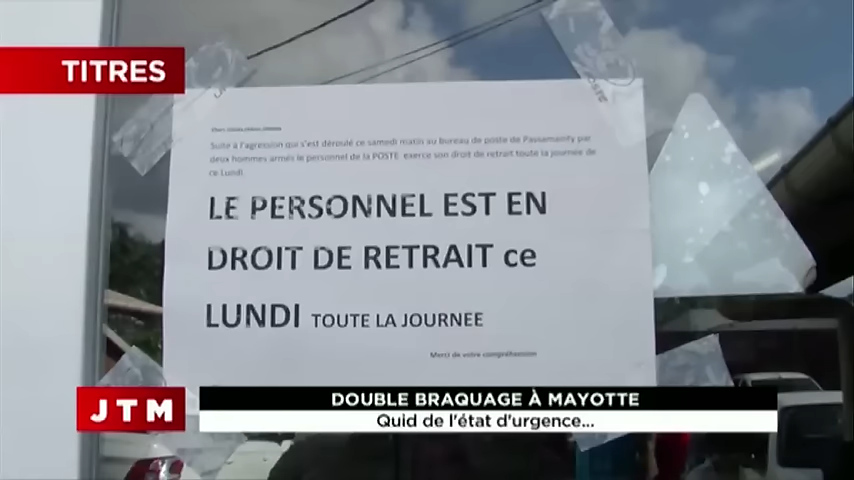 TITRES
Suite à l'agression qui s'est déroulé ce samedi matin au bureau de poste de Passamainty par
deux hommes armés le personnel de la POSTE exerce son droit de retrait toute la journée de
ce Lundi
LE PERSONNEL EST EN
DROIT DE RETRAIT ce
LUNDI TOUTE LA JOURNEE
Merci de votre compréhension
JTM
DOUBLE BRAQUAGE À MAYOTTE
Quid de l'état d'urgence...